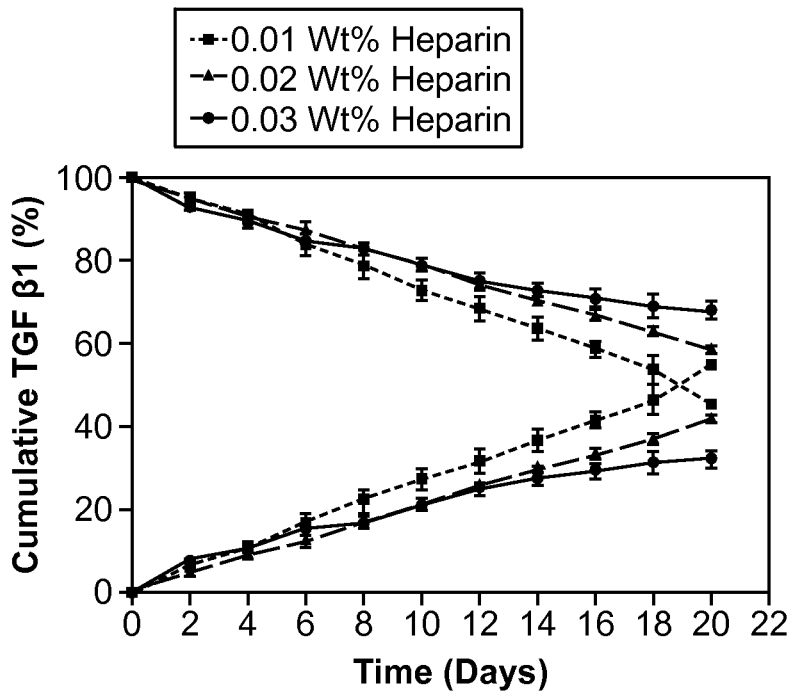 0.01 Wt% Heparin
0.02 Wt% Heparin
0.03 Wt% Heparin
Cumulative TGF β1 (%)
100
80
60
40
20
0
0 2 4 6 8 10 12 14 16 18 20 22
Time (Days)